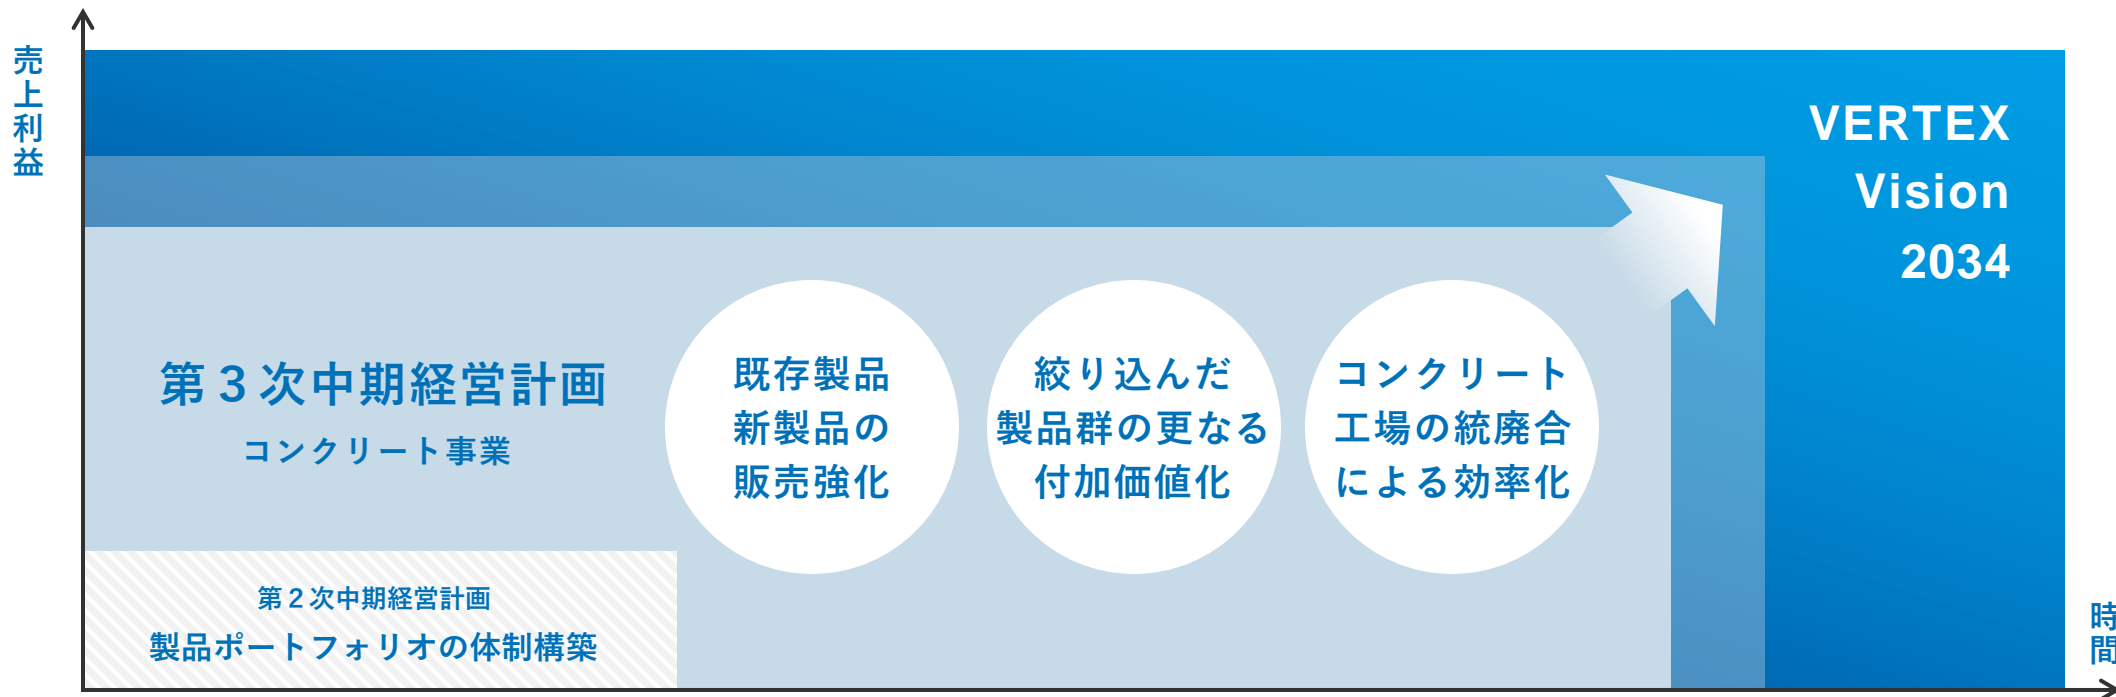 売上利益
VERTEX
Vision
2034
第３次中期経営計画
コンクリート事業
既存製品
新製品の
販売強化
絞り込んだ
製品群の更なる
付加価値化
コンクリート
工場の統廃合
による効率化
第２次中期経営計画
製品ポートフォリオの体制構築
時間